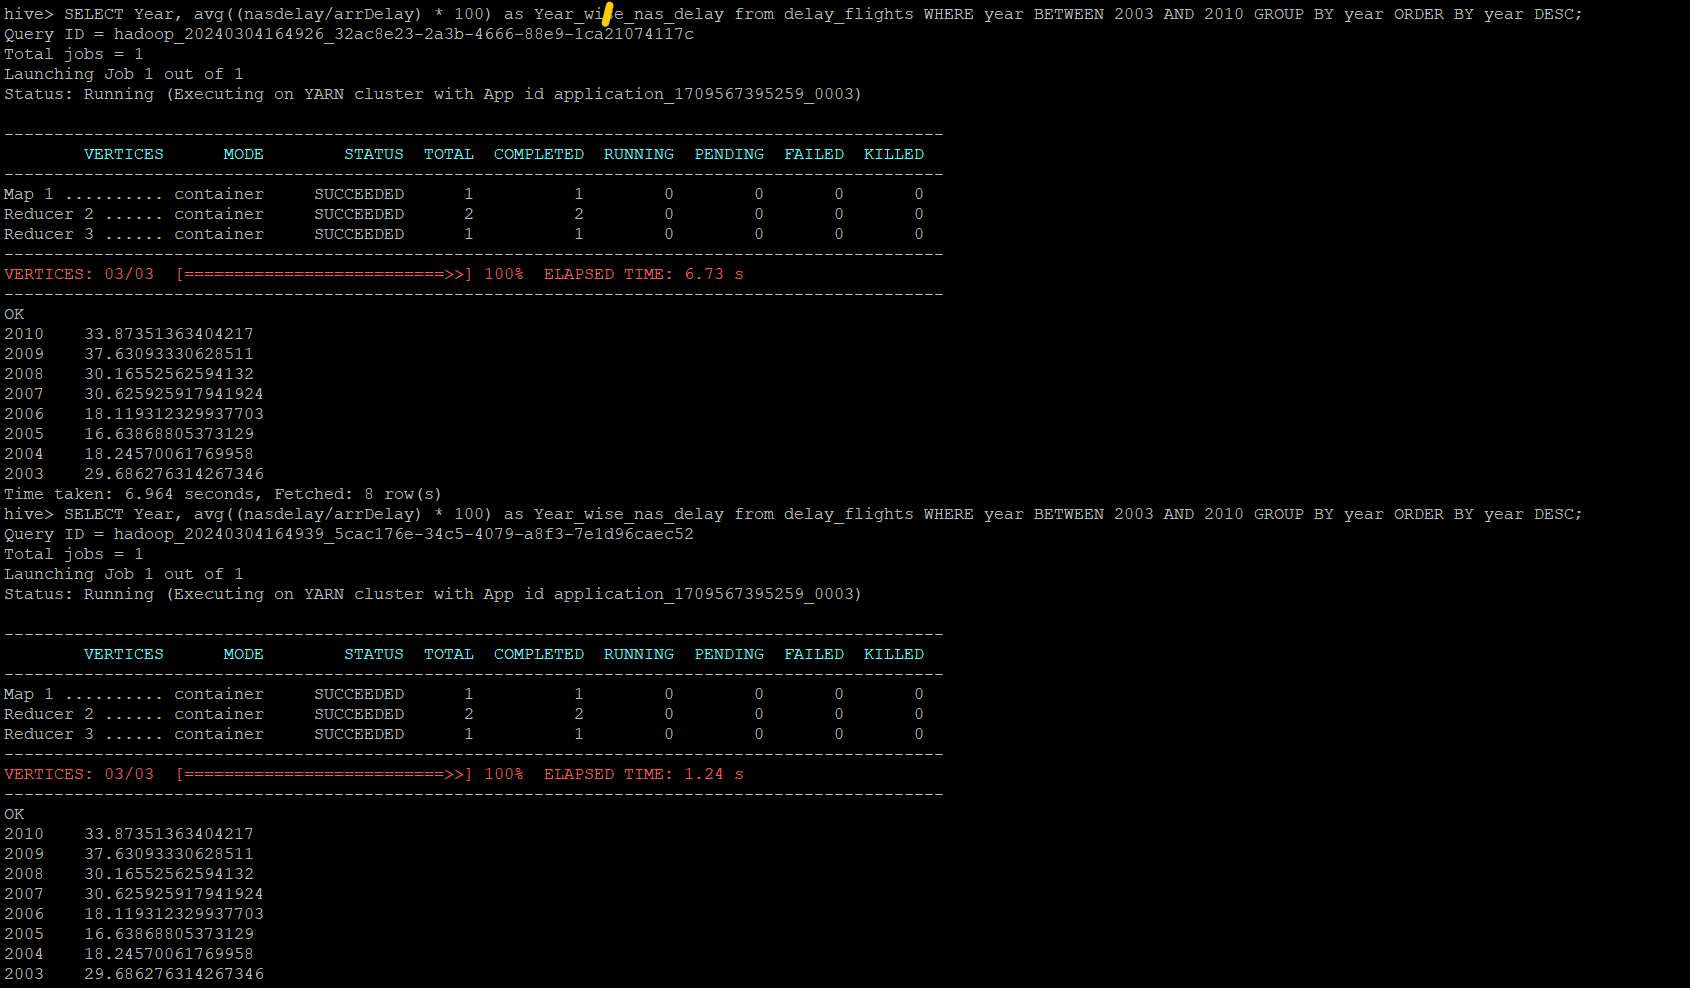 hive> SELECT Year, avg((nasdelay/arrDelay) * 100) as Year_wise_nas_delay from delay_flights WHERE year BETWEEN 2003 AND 2010 GROUP BY year ORDER BY year DESC;
Query ID = hadoop_20240304164926_32ac8e23-2a3b-4666-88e9-1ca21074117c
Total jobs = 1
Launching Job 1 out of 1
Status: Running (Executing on YARN cluster with App id application_1709567395259_0003)

----------------------------------------------------------------------------------------------
        VERTICES      MODE        STATUS  TOTAL  COMPLETED  RUNNING  PENDING  FAILED  KILLED
----------------------------------------------------------------------------------------------
Map 1 .......... container     SUCCEEDED      1          1        0        0       0       0
Reducer 2 ...... container     SUCCEEDED      2          2        0        0       0       0
Reducer 3 ...... container     SUCCEEDED      1          1        0        0       0       0
----------------------------------------------------------------------------------------------
VERTICES: 03/03  [==========================>>] 100%  ELAPSED TIME: 6.73 s
----------------------------------------------------------------------------------------------
OK
2010    33.87351363404217
2009    37.63093330628511
2008    30.16552562594132
2007    30.625925917941924
2006    18.119312329937703
2005    16.63868805373129
2004    18.24570061769958
2003    29.686276314267346
Time taken: 6.964 seconds, Fetched: 8 row(s)
hive> SELECT Year, avg((nasdelay/arrDelay) * 100) as Year_wise_nas_delay from delay_flights WHERE year BETWEEN 2003 AND 2010 GROUP BY year ORDER BY year DESC;
Query ID = hadoop_20240304164939_5cac176e-34c5-4079-a8f3-7e1d96caec52
Total jobs = 1
Launching Job 1 out of 1
Status: Running (Executing on YARN cluster with App id application_1709567395259_0003)

----------------------------------------------------------------------------------------------
        VERTICES      MODE        STATUS  TOTAL  COMPLETED  RUNNING  PENDING  FAILED  KILLED
----------------------------------------------------------------------------------------------
Map 1 .......... container     SUCCEEDED      1          1        0        0       0       0
Reducer 2 ...... container     SUCCEEDED      2          2        0        0       0       0
Reducer 3 ...... container     SUCCEEDED      1          1        0        0       0       0
----------------------------------------------------------------------------------------------
VERTICES: 03/03  [==========================>>] 100%  ELAPSED TIME: 1.24 s
----------------------------------------------------------------------------------------------
OK
2010    33.87351363404217
2009    37.63093330628511
2008    30.16552562594132
2007    30.625925917941924
2006    18.119312329937703
2005    16.63868805373129
2004    18.24570061769958
2003    29.686276314267346